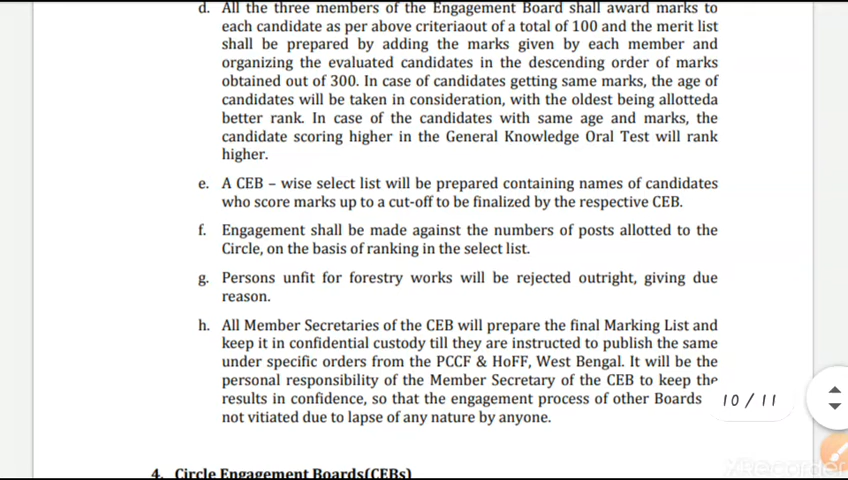 d. All the three members of the Engagement Board shall award marks to
each candidate as per above criteriaout of a total of 100 and the merit list
shall be prepared by adding the marks given by each member and
organizing the evaluated candidates in the descending order of marks
obtained out of 300. In case of candidates getting same marks, the age of
candidates will be taken in consideration, with the oldest being allotteda
better rank. In case of the candidates with same age and marks, the
candidate scoring higher in the General Knowledge Oral Test will rank
higher.
e. A CEB – wise select list will be prepared containing names of candidates
who score marks up to a cut-off to be finalized by the respective CEB.
f. Engagement shall be made against the numbers of posts allotted to the
Circle, on the basis of ranking in the select list.
g. Persons unfit for forestry works will be rejected outright, giving due
reason.
h. All Member Secretaries of the CEB will prepare the final Marking List and
keep it in confidential custody till they are instructed to publish the same
under specific orders from the PCCF & HoFF, West Bengal. It will be the
personal responsibility of the Member Secretary of the CEB to keep the
results in confidence, so that the engagement process of other Boards
not vitiated due to lapse of any nature by anyone.
10 / 11
4. Circle Engagement Boards(CEBs)